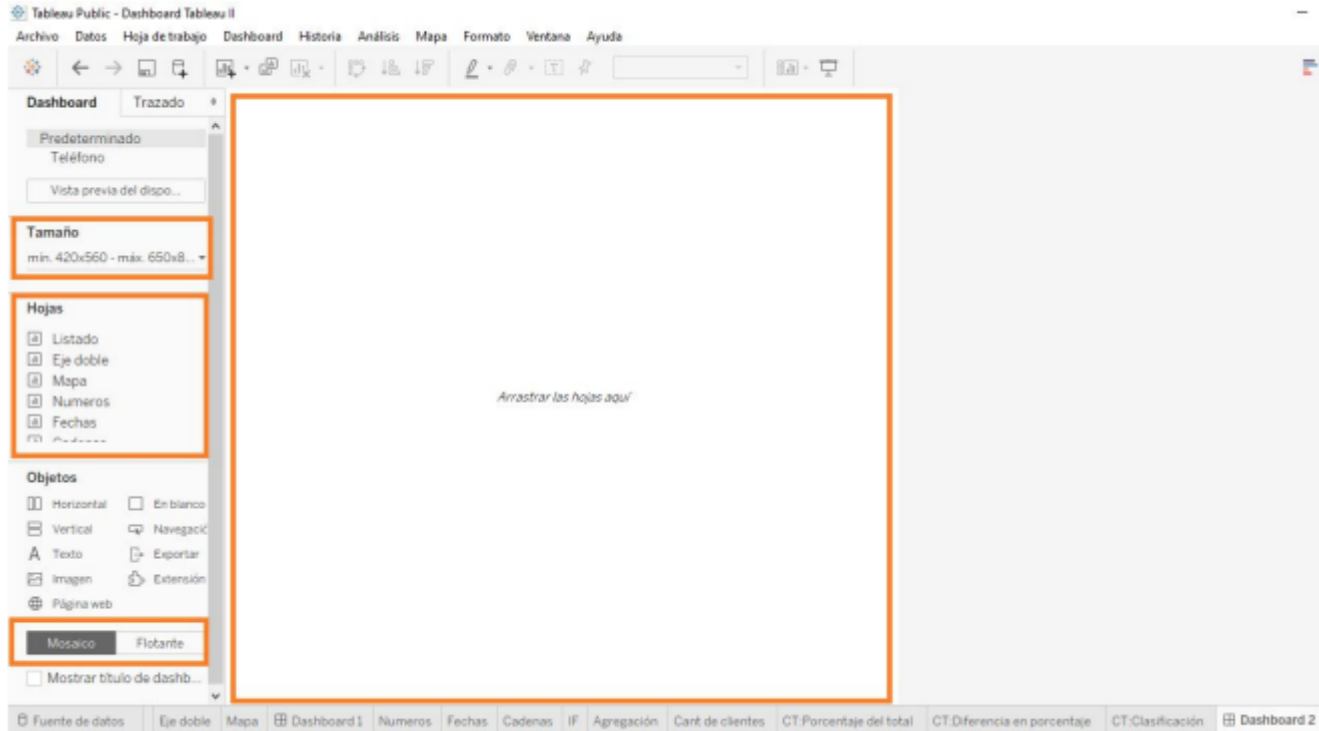 Tableau Public - Dashboard Tableau II
Archivo Datos Hoja de trabajo Dashboard Historia Análisis Mapa Formato Ventana Ayuda
Dashboard Trazado
Predeterminado
Teléfono
Vista previa del dispo...
Tamaño
mín. 420x560 - máx. 650x8...
Hojas
Listado
Eje doble
Mapa
Numeros
Fechas
Arrastrar las hojas aquí
Objetos
Horizontal En blanco
Vertical Navegació
A Texto Exportar
Imagen Extensión
Página web
Mosaico Flotante
Mostrar título de dashb...
Fuente de datos Eje doble Mapa Dashboard 1 Numeros Fechas Cadenas IF Agregación Cant de clientes CT:Porcentaje del total CT:Diferencia en porcentaje CT:Clasificación Dashboard 2